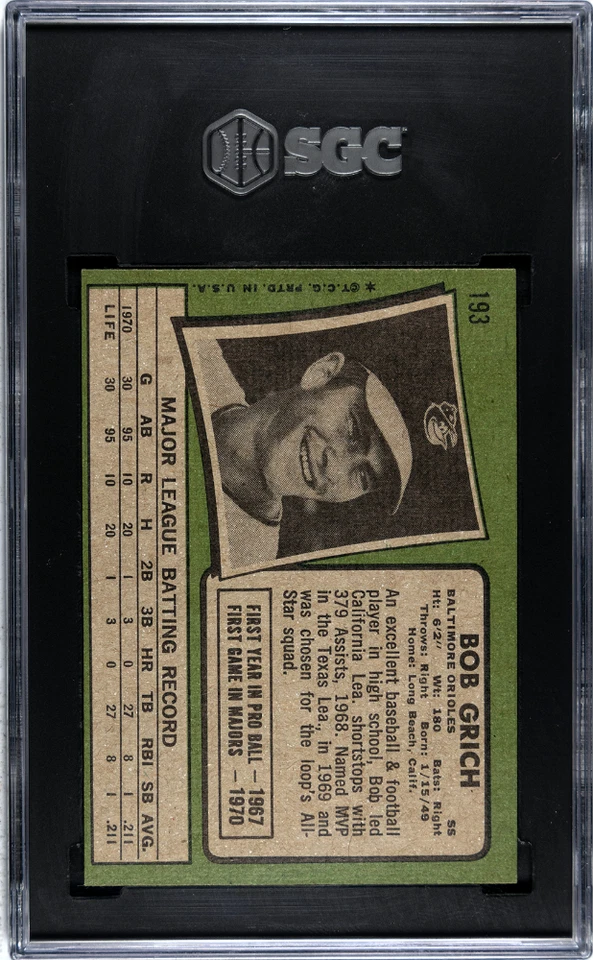 SGC
193
★ ©T.C.G. PRTD. IN U.S.A.
BOB GRICH
BALTIMORE ORIOLES SS
Ht: 6'2" Wt: 180 Bats: Right
Throws: Right Born: 1/15/49
Home: Long Beach, Calif.
An excellent baseball & football
player in high school, Bob led
California Lea. shortstops with
379 Assists, 1968. Named MVP
in the Texas Lea., in 1969 and
was chosen for the loop's All-
Star squad.
FIRST YEAR IN PRO BALL — 1967
FIRST GAME IN MAJORS — 1970
MAJOR LEAGUE BATTING RECORD
G AB R H 2B 3B HR TB RBI SB AVG.
1970 30 95 10 20 1 3 0 27 8 1 .211
LIFE 30 95 10 20 1 3 0 27 8 1 .211